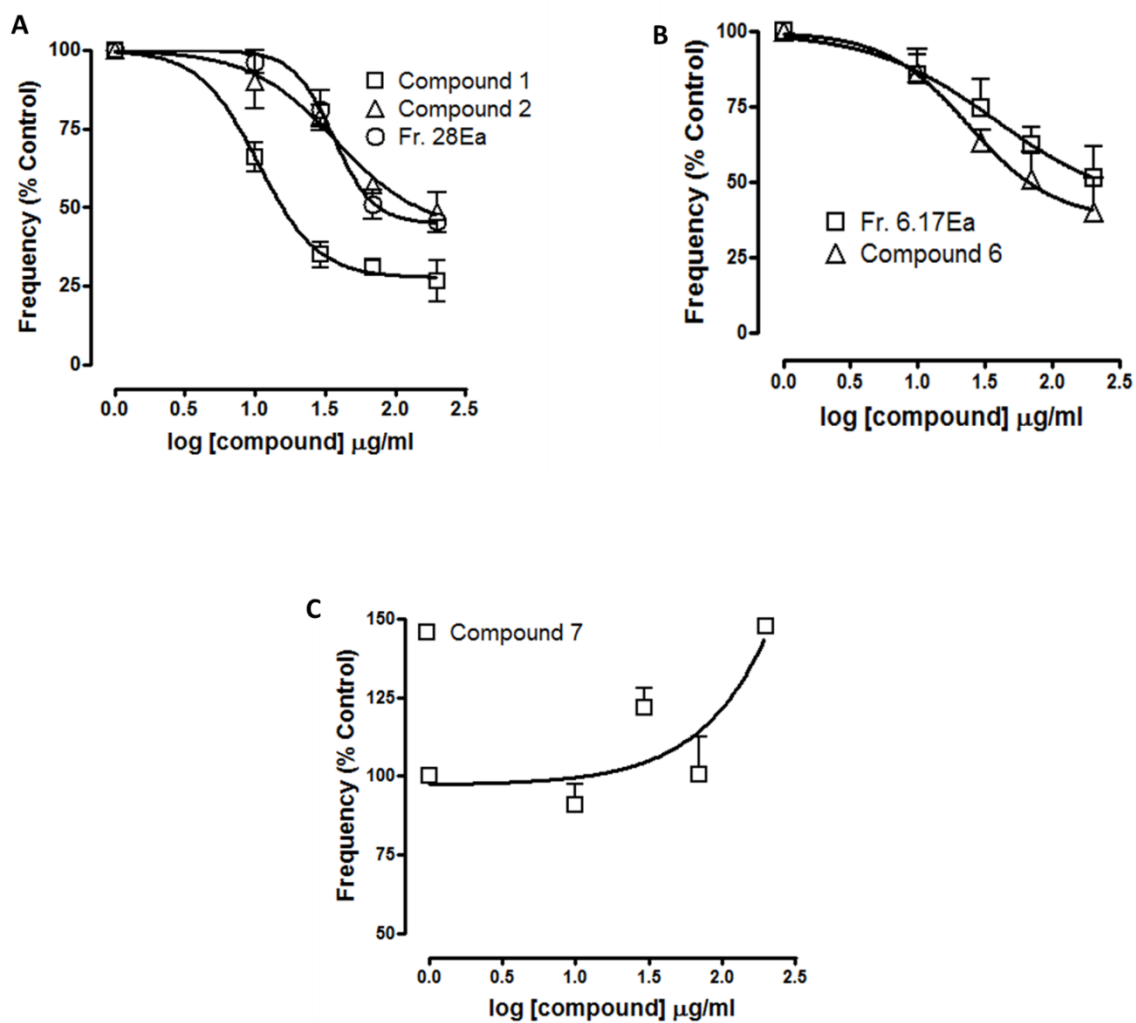 A
Frequency (% Control)
100
75
50
25
0
Compound 1
Compound 2
Fr. 28Ea
0.0 0.5 1.0 1.5 2.0 2.5
log [compound] μg/ml
B
Frequency (% Control)
100
75
50
25
0
Fr. 6.17Ea
Compound 6
0.0 0.5 1.0 1.5 2.0 2.5
log [compound] μg/ml
C
Frequency (% Control)
150
125
100
75
50
Compound 7
0.0 0.5 1.0 1.5 2.0 2.5
log [compound] μg/ml